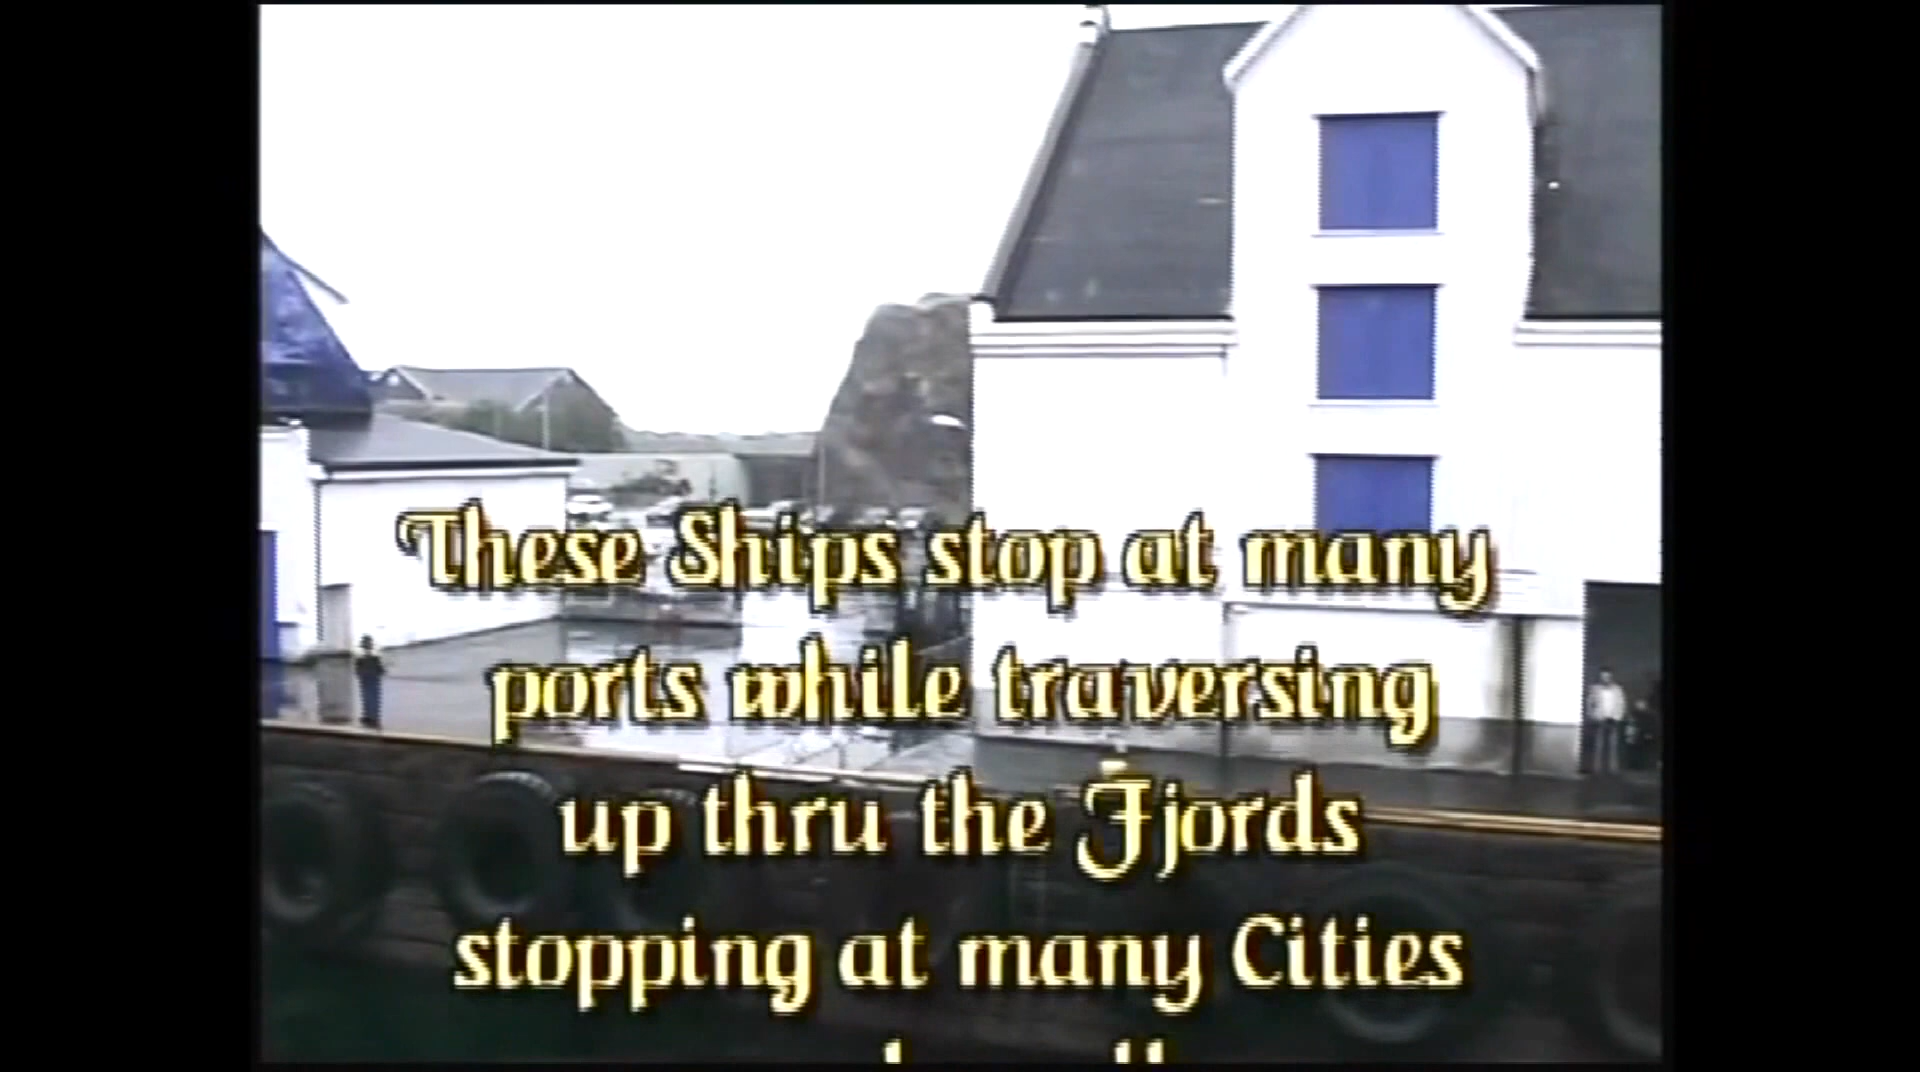 These Ships stop at many
ports while traversing
up thru the Fjords
stopping at many Cities